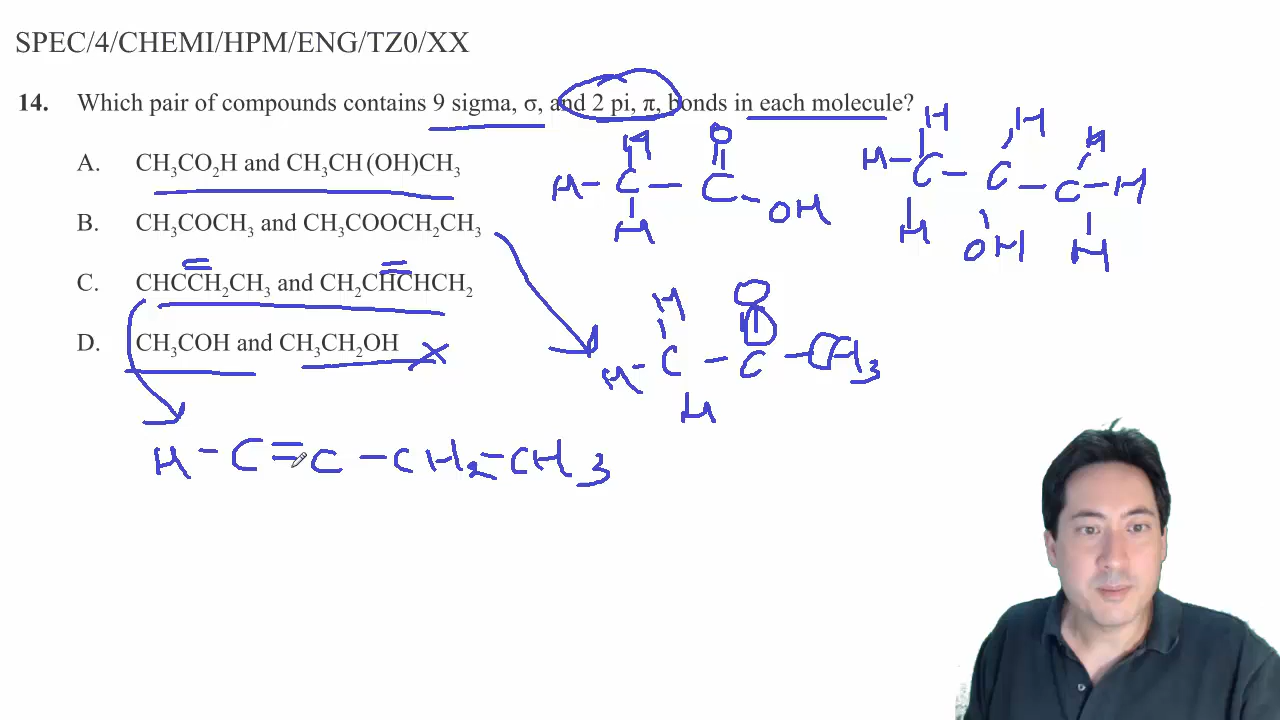 SPEC/4/CHEMI/HPM/ENG/TZ0/XX
14. Which pair of compounds contains 9 sigma, σ, and 2 pi, π, bonds in each molecule?
A. CH₃CO₂H and CH₃CH(OH)CH₃
B. CH₃COCH₃ and CH₃COOCH₂CH₃
C. CHCCH₂CH₃ and CH₂CHCHCH₂
D. CH₃COH and CH₃CH₂OH
H O
H - C - C
H OH
H H H
H - C - C - C - H
H OH H
H O
H - C - C - CH₃
H
H - C = C - CH₂ - CH₃